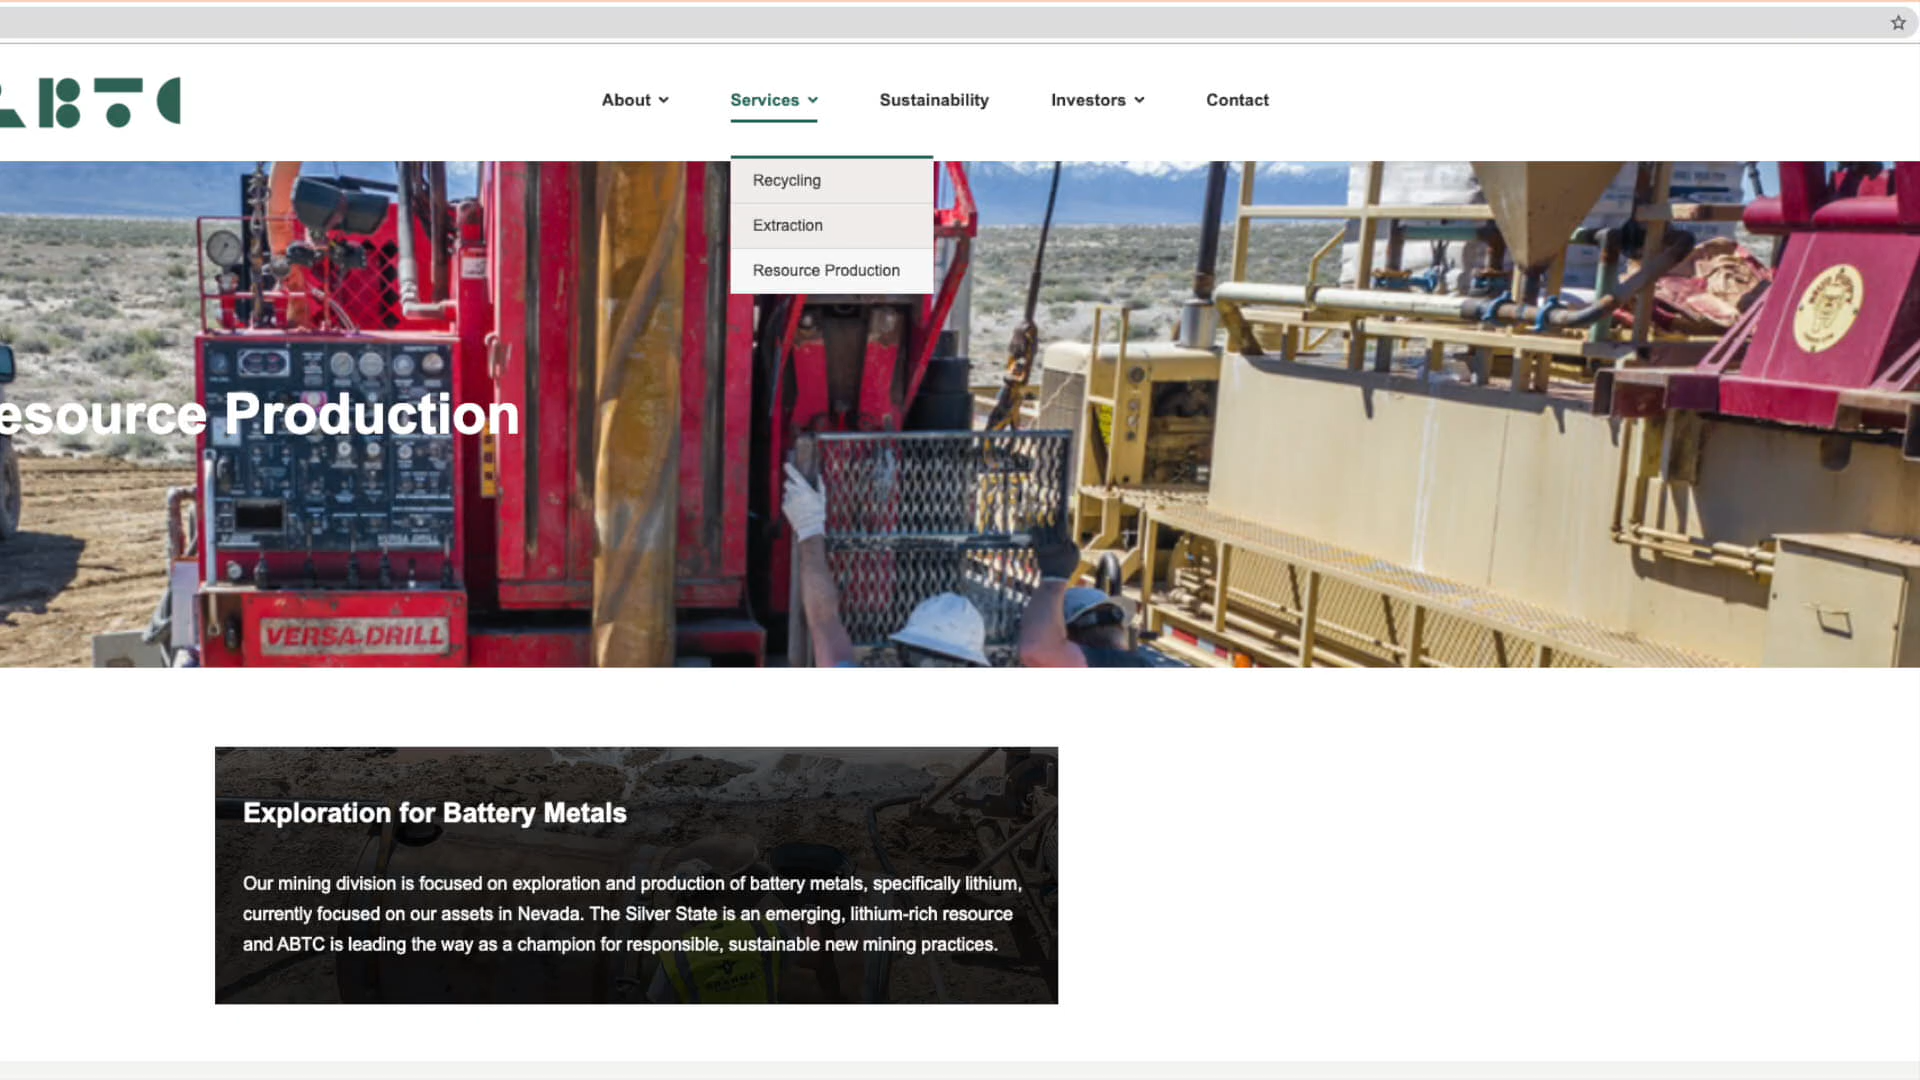 ABTC
About
Services
Sustainability
Investors
Contact
Recycling
Extraction
Resource Production
esource Production
VERSA-DRILL
Exploration for Battery Metals
Our mining division is focused on exploration and production of battery metals, specifically lithium,
currently focused on our assets in Nevada. The Silver State is an emerging, lithium-rich resource
and ABTC is leading the way as a champion for responsible, sustainable new mining practices.